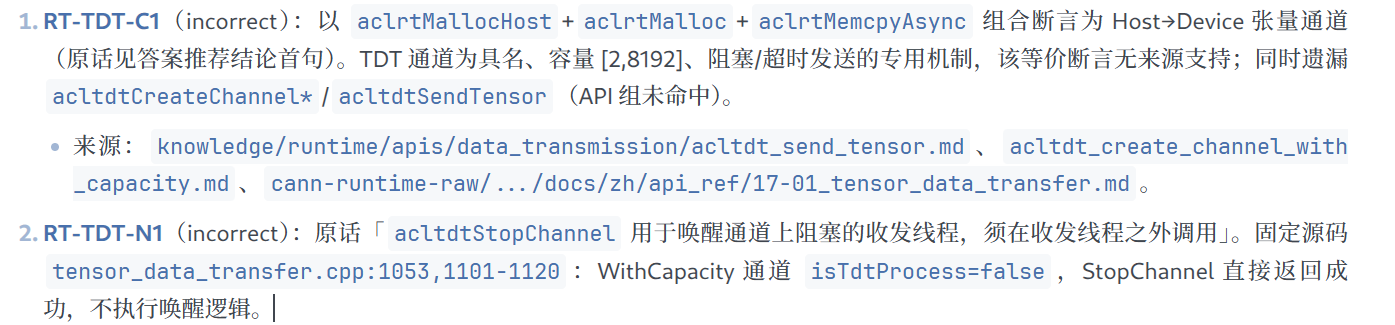 1. RT-TDT-C1（incorrect）：以 aclrtMallocHost + aclrtMalloc + aclrtMemcpyAsync 组合断言为 Host→Device 张量通道
（原话见答案推荐结论首句）。TDT 通道为具名、容量 [2,8192]、阻塞/超时发送的专用机制，该等价断言无来源支持；同时遗漏
acltdtCreateChannel* / acltdtSendTensor （API 组未命中）。
• 来源： knowledge/runtime/apis/data_transmission/acltdt_send_tensor.md 、 acltdt_create_channel_with
_capacity.md 、 cann-runtime-raw/.../docs/zh/api_ref/17-01_tensor_data_transfer.md 。
2. RT-TDT-N1（incorrect）：原话「 acltdtStopChannel 用于唤醒通道上阻塞的收发线程，须在收发线程之外调用」。固定源码
tensor_data_transfer.cpp:1053,1101-1120 ：WithCapacity 通道 isTdtProcess=false ，StopChannel 直接返回成
功，不执行唤醒逻辑。